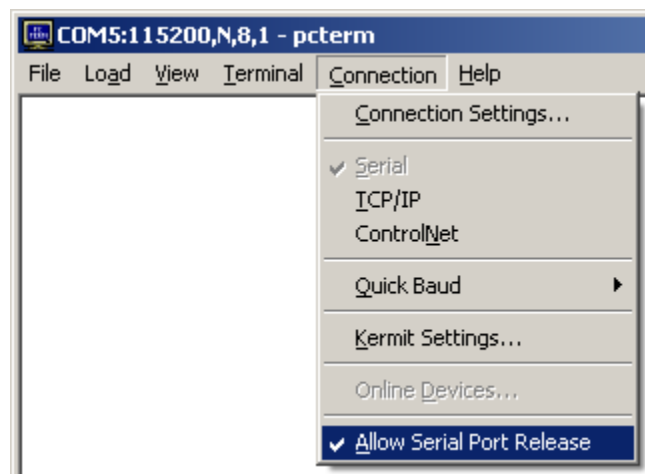 COM5:115200,N,8,1 - pcterm
File Load View Terminal Connection Help
Connection Settings...
Serial
TCP/IP
ControlNet
Quick Baud
Kermit Settings...
Online Devices...
Allow Serial Port Release